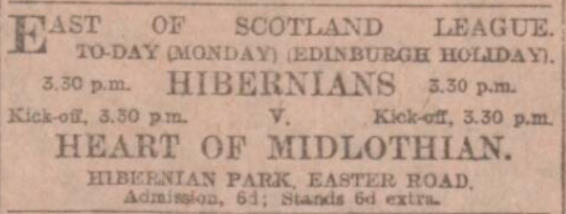 EAST OF SCOTLAND LEAGUE.
TO-DAY (MONDAY) (EDINBURGH HOLIDAY).
3.30 p.m. HIBERNIANS 3.30 p.m.
Kick-off, 3.30 p.m. V. Kick-off, 3.30 p.m.
HEART OF MIDLOTHIAN.
HIBERNIAN PARK, EASTER ROAD,
Admission, 6d; Stands 6d extra.